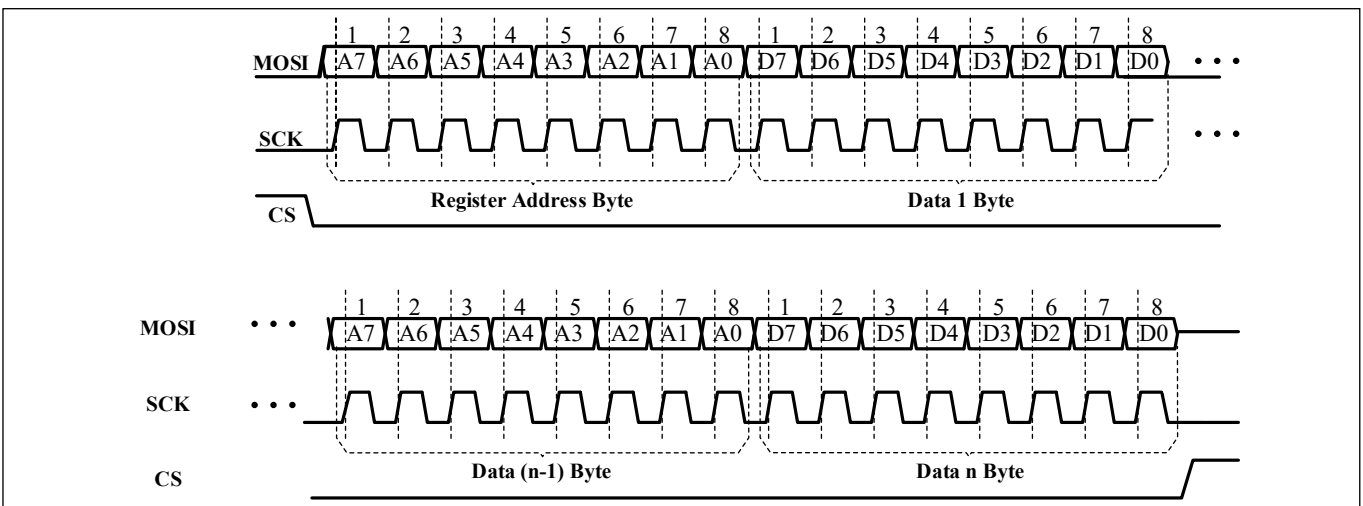 1 2 3 4 5 6 7 8 1 2 3 4 5 6 7 8
MOSI A7 A6 A5 A4 A3 A2 A1 A0 D7 D6 D5 D4 D3 D2 D1 D0 • • •
SCK • • •
Register Address Byte Data 1 Byte
CS
1 2 3 4 5 6 7 8 1 2 3 4 5 6 7 8
MOSI • • • A7 A6 A5 A4 A3 A2 A1 A0 D7 D6 D5 D4 D3 D2 D1 D0
SCK • • •
Data (n-1) Byte Data n Byte
CS